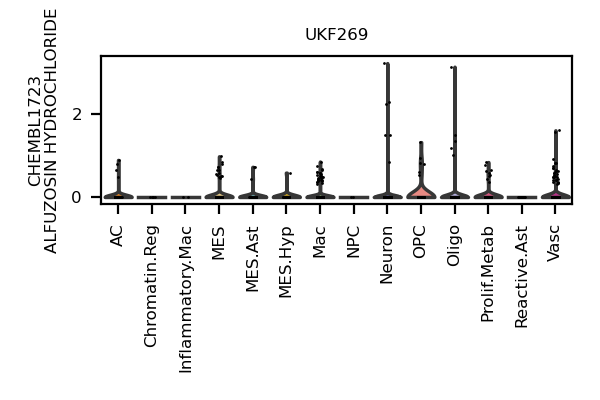 UKF269
CHEMBL1723
ALFUZOSIN HYDROCHLORIDE
2
0
AC
Chromatin.Reg
Inflammatory.Mac
MES
MES.Ast
MES.Hyp
Mac
NPC
Neuron
OPC
Oligo
Prolif.Metab
Reactive.Ast
Vasc